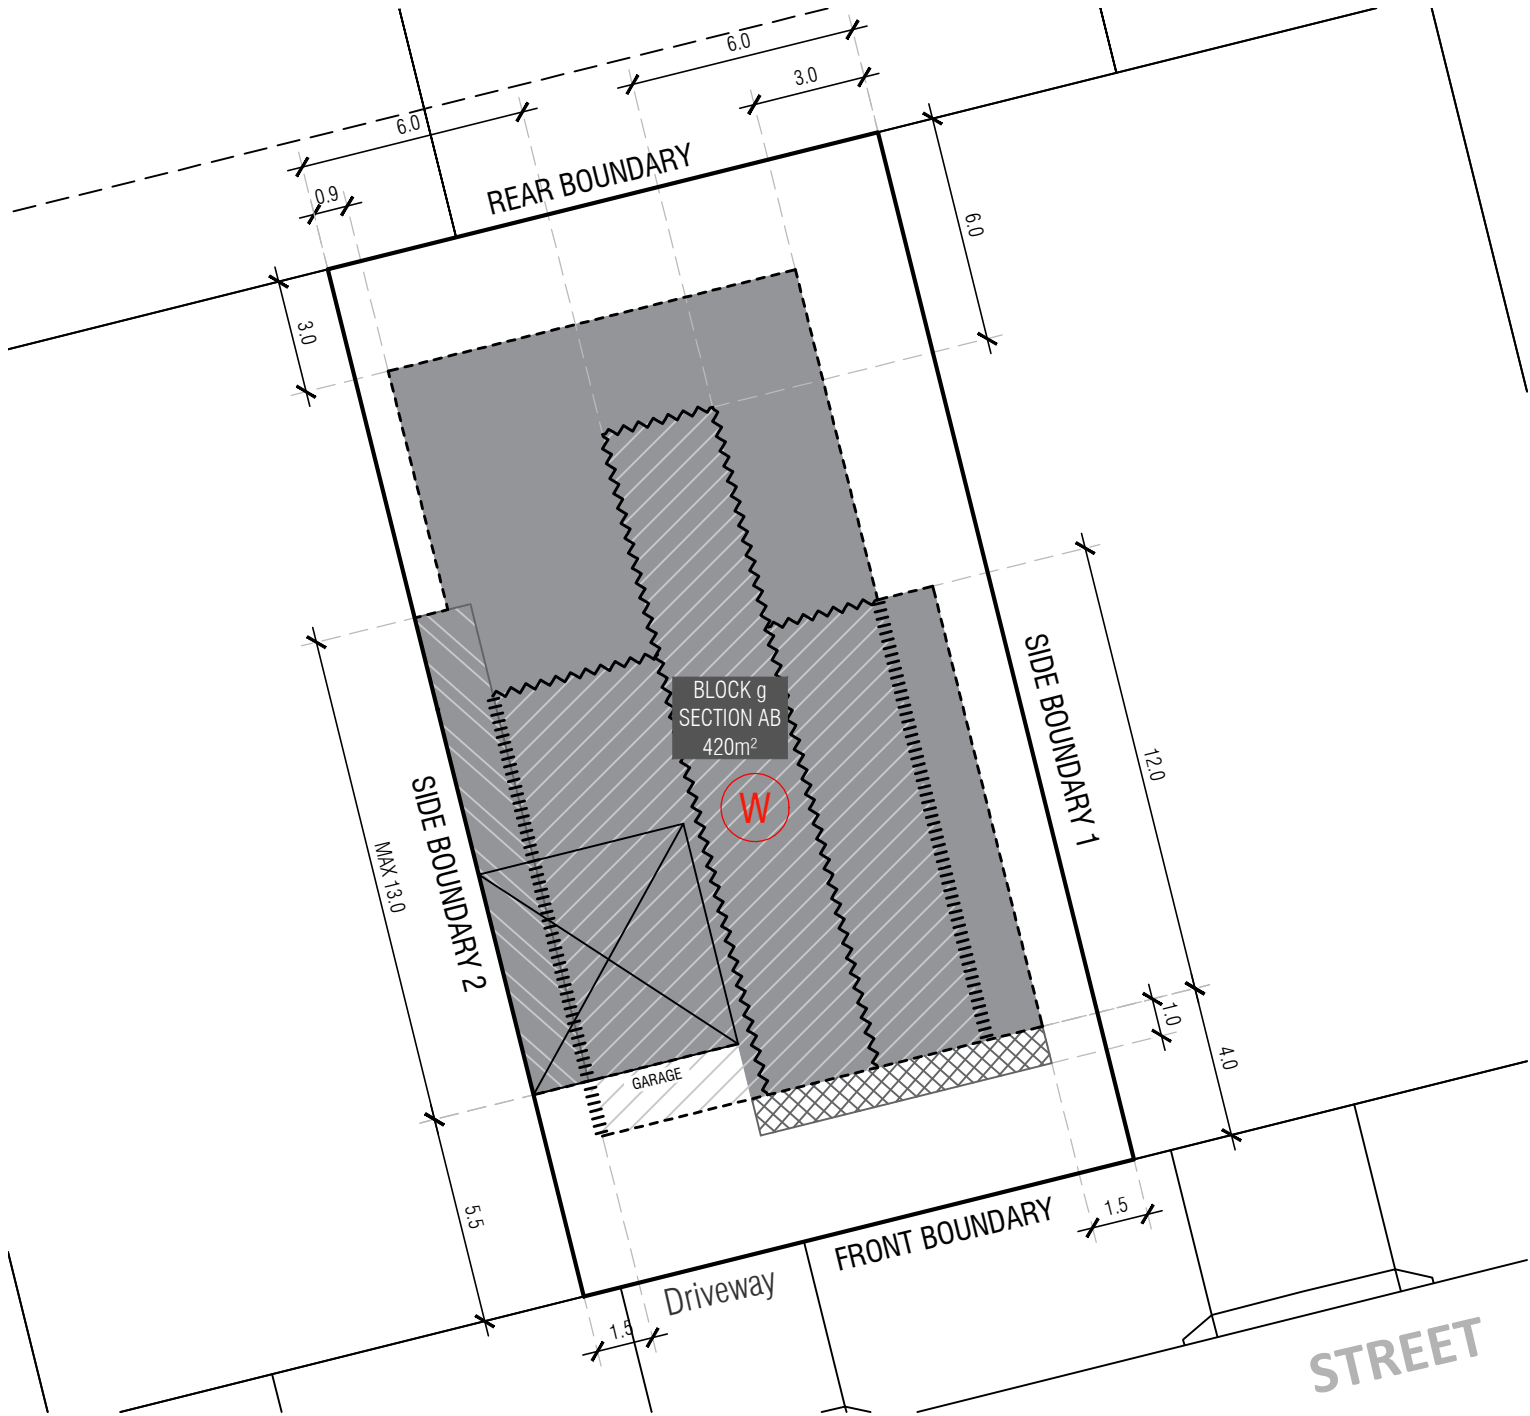 6.0
3.0
6.0
0.9
REAR BOUNDARY
6.0
3.0
BLOCK g
SECTION AB
420m²
W
SIDE BOUNDARY 1
12.0
SIDE BOUNDARY 2
MAX 13.0
1.0
4.0
GARAGE
5.5
1.5
FRONT BOUNDARY
Driveway
1.5
STREET